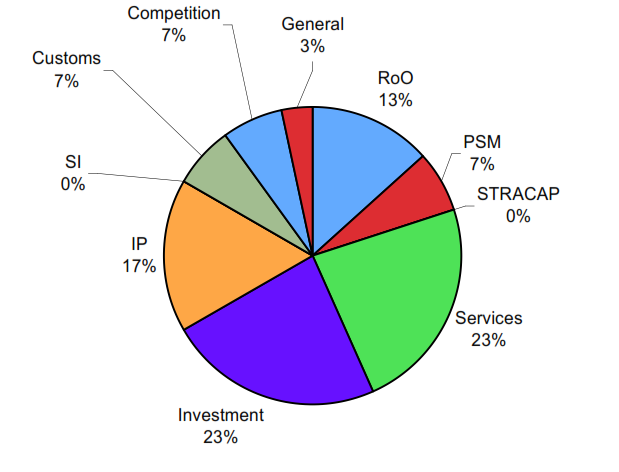 Competition
7%
General
3%
Customs
7%
RoO
13%
PSM
7%
SI
0%
STRACAP
0%
IP
17%
Services
23%
Investment
23%